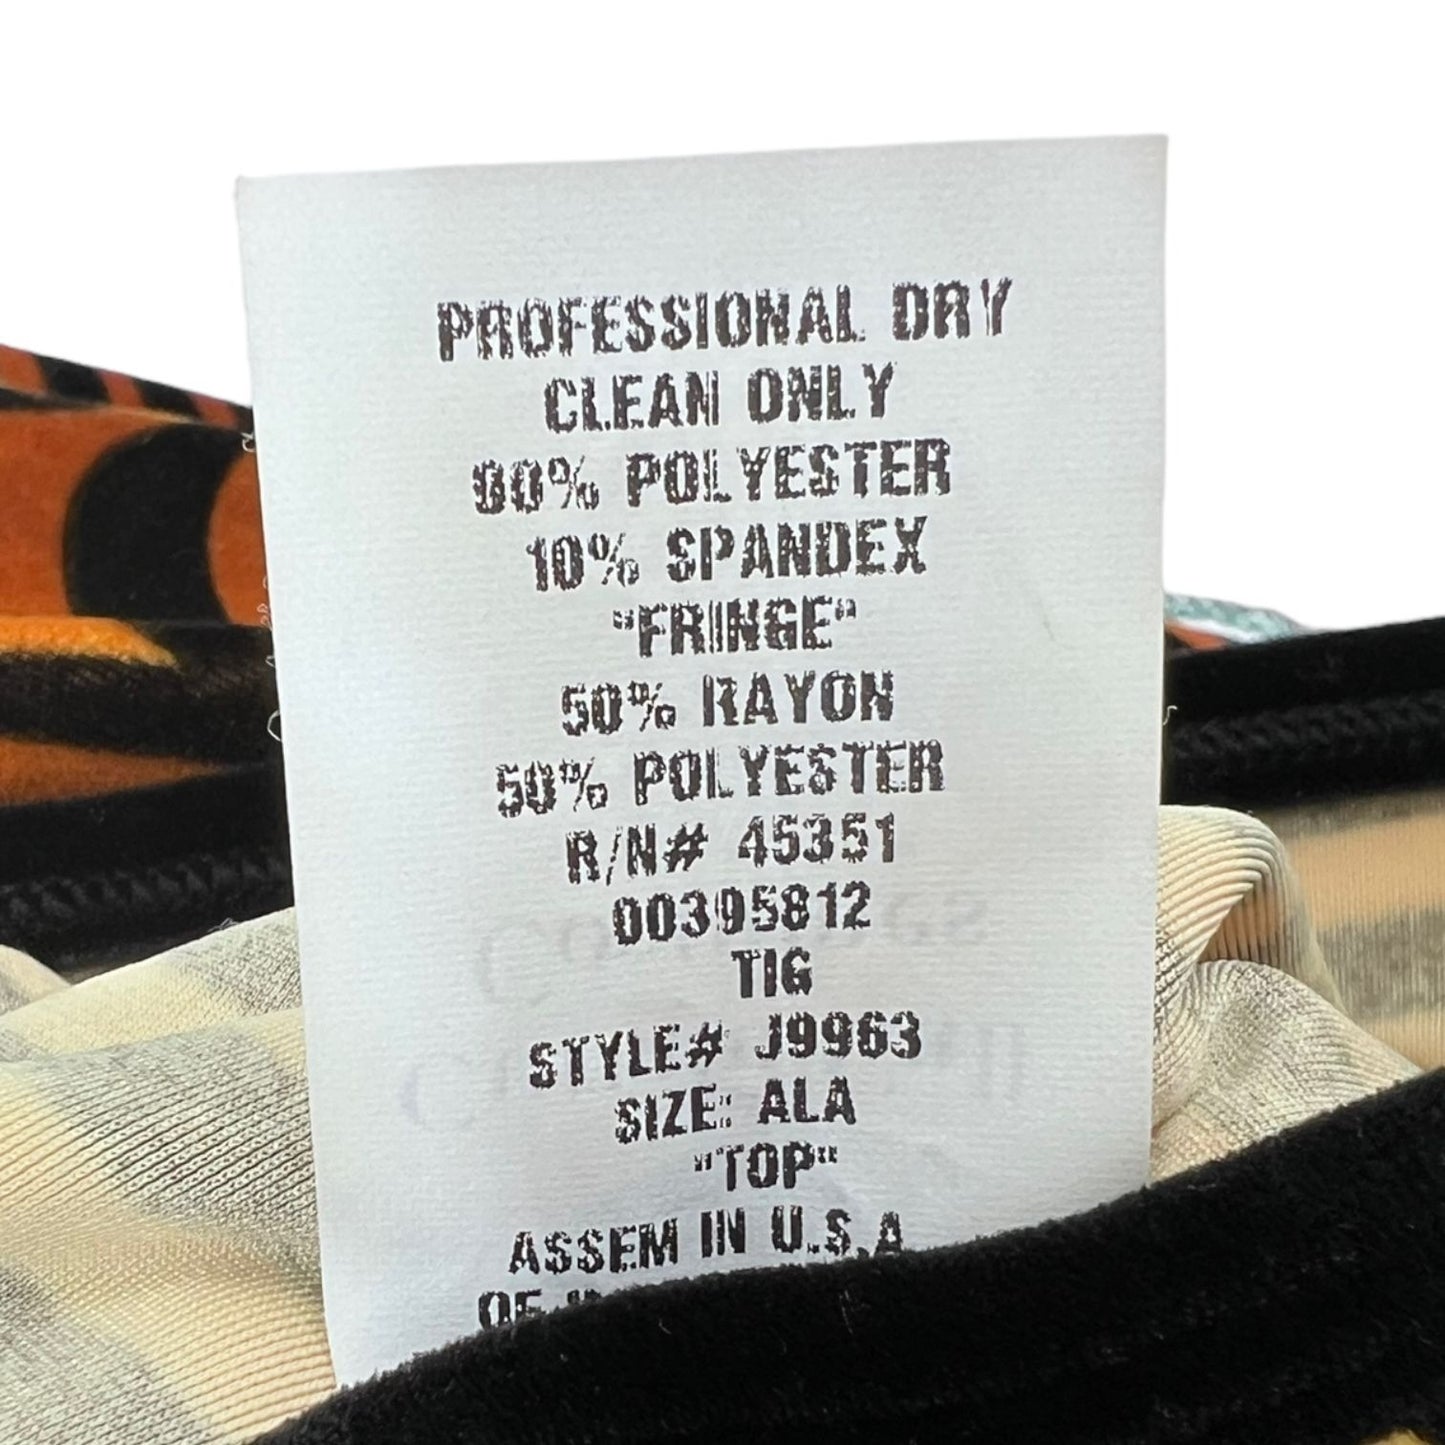 PROFESSIONAL DRY
CLEAN ONLY
90% POLYESTER
10% SPANDEX
"FRINGE"
50% RAYON
50% POLYESTER
R/N# 45351
00395812
TIG
STYLE# J9963
SIZE: ALA
"TOP"
ASSEM IN U.S.A
OF